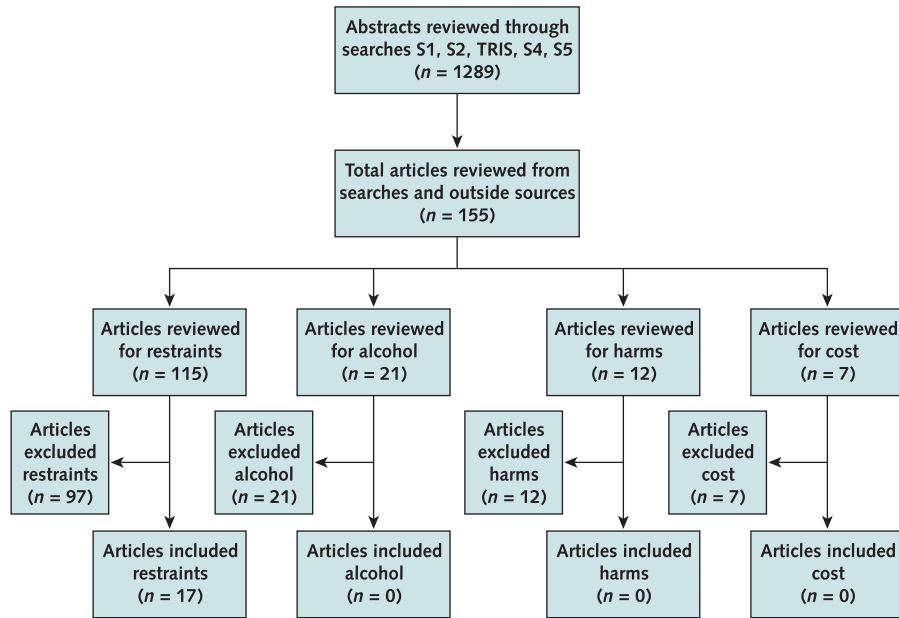 Abstracts reviewed through
searches S1, S2, TRIS, S4, S5
(n = 1289)
Total articles reviewed from
searches and outside sources
(n = 155)
Articles reviewed
for restraints
(n = 115)
Articles reviewed
for alcohol
(n = 21)
Articles reviewed
for harms
(n = 12)
Articles reviewed
for cost
(n = 7)
Articles
excluded
restraints
(n = 97)
Articles
excluded
alcohol
(n = 21)
Articles
excluded
harms
(n = 12)
Articles
excluded
cost
(n = 7)
Articles included
restraints
(n = 17)
Articles included
alcohol
(n = 0)
Articles included
harms
(n = 0)
Articles included
cost
(n = 0)